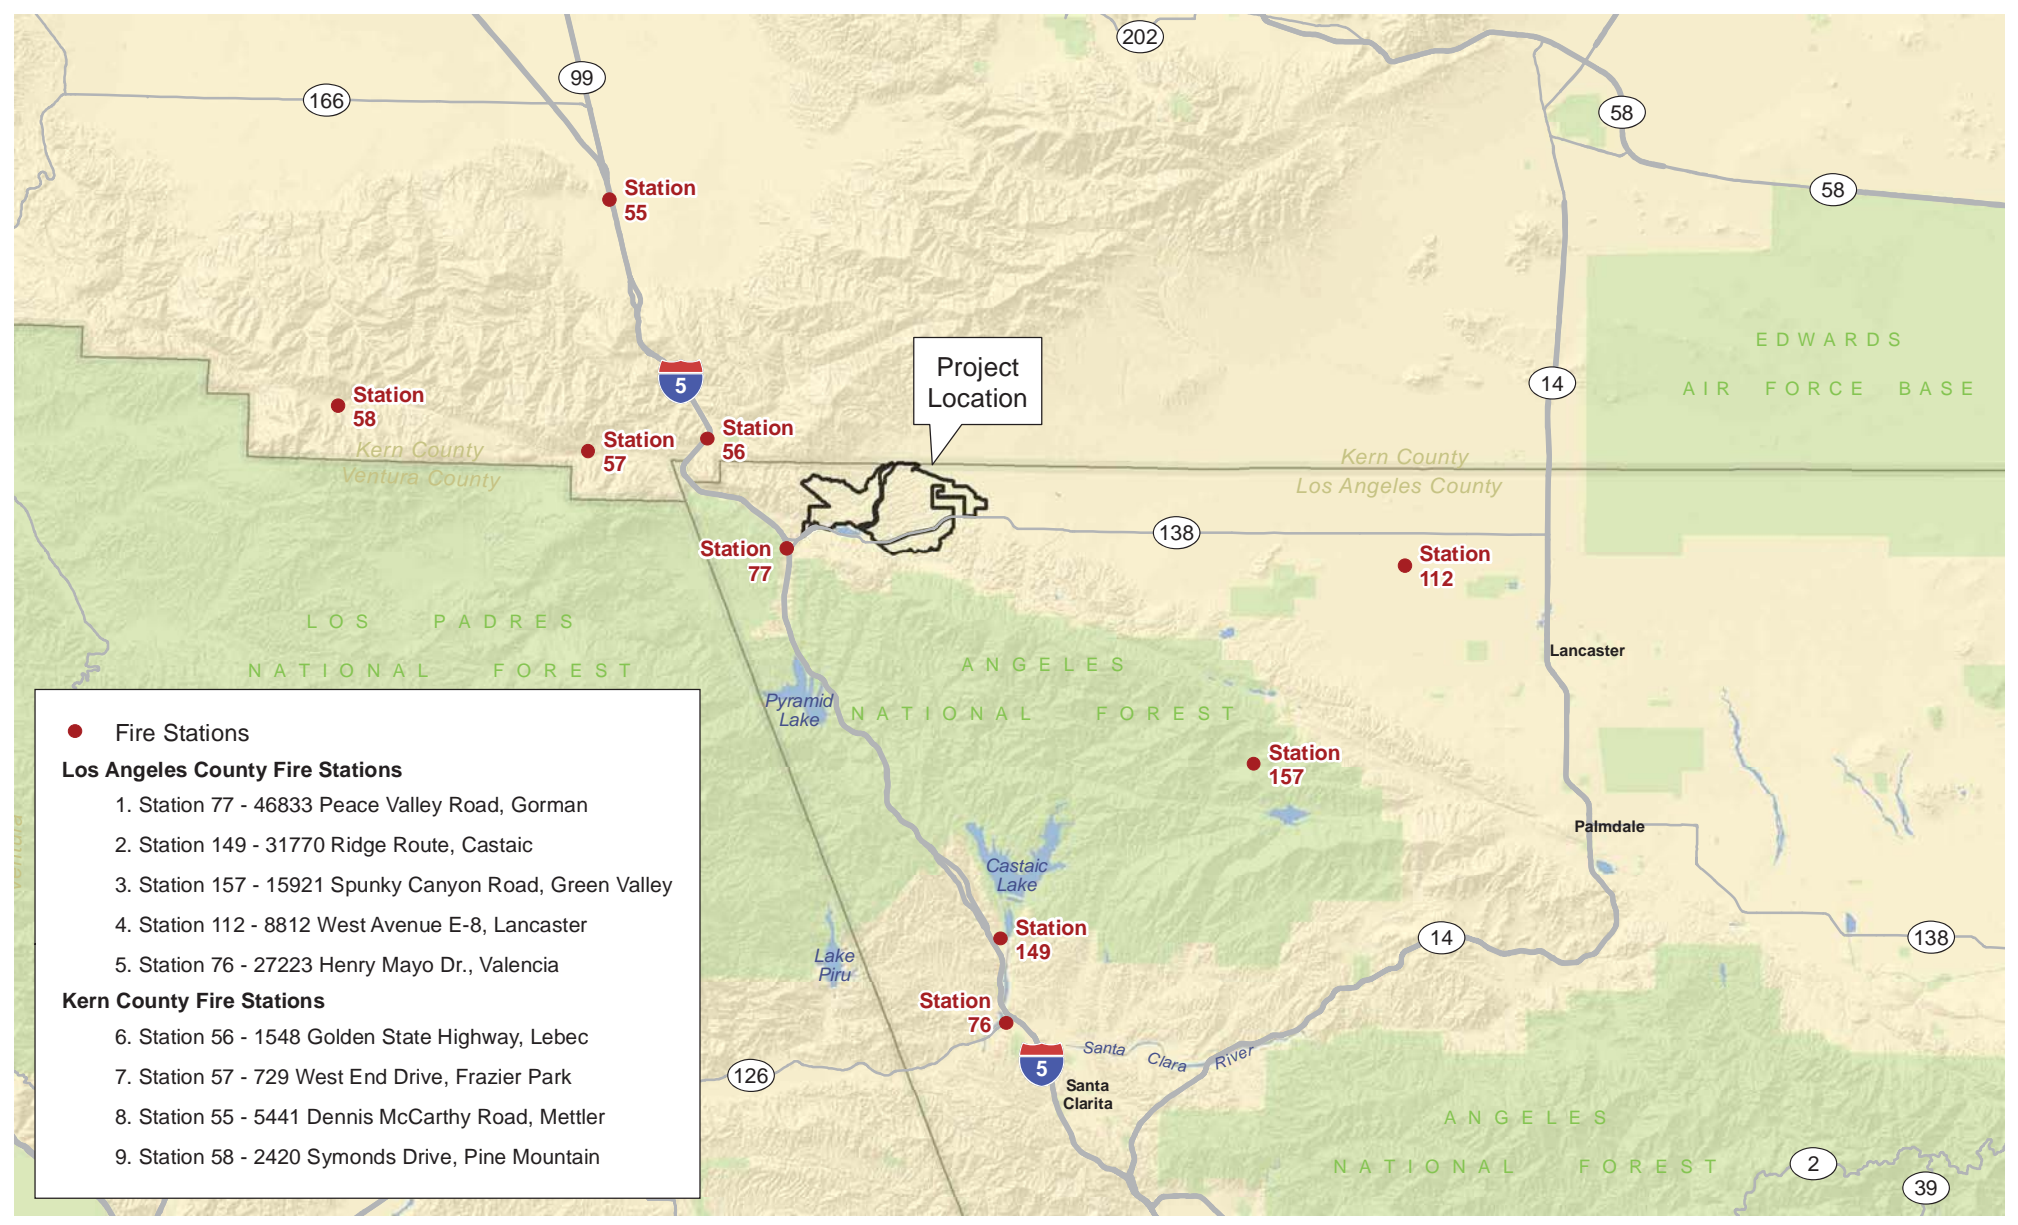 202
99
166
58
Station
55
58
EDWARDS
AIR FORCE BASE
Project
Location
5
14
Station
58
Station
56
Station
57
Kern County
Ventura County
Kern County
Los Angeles County
138
Station
77
Station
112
LOS PADRES
NATIONAL FOREST
ANGELES
NATIONAL FOREST
Lancaster
Pyramid
Lake
Station
157
Palmdale
Castaic
Lake
Station
149
14
138
Lake
Piru
Station
76
Santa Clara River
5
126
Santa
Clarita
ANGELES
NATIONAL FOREST
2
39
Ventura
Fire Stations
Los Angeles County Fire Stations
1. Station 77 - 46833 Peace Valley Road, Gorman
2. Station 149 - 31770 Ridge Route, Castaic
3. Station 157 - 15921 Spunky Canyon Road, Green Valley
4. Station 112 - 8812 West Avenue E-8, Lancaster
5. Station 76 - 27223 Henry Mayo Dr., Valencia
Kern County Fire Stations
6. Station 56 - 1548 Golden State Highway, Lebec
7. Station 57 - 729 West End Drive, Frazier Park
8. Station 55 - 5441 Dennis McCarthy Road, Mettler
9. Station 58 - 2420 Symonds Drive, Pine Mountain